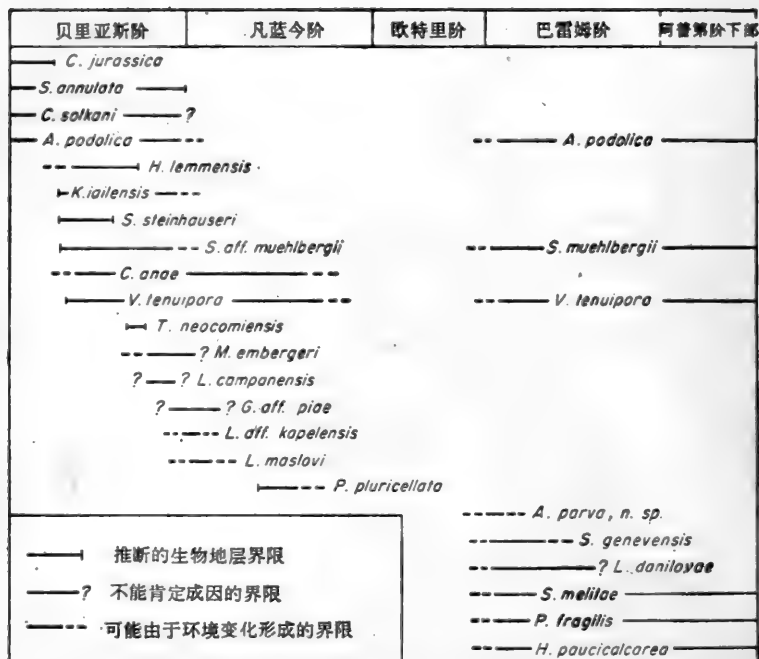 贝里亚斯阶 凡蓝今阶 欧特里阶 巴雷姆阶 阿普第阶下部
C. jurassica
S. annulata
C. solkani ?
A. podolica A. podolica
H. lemmensis
K. iailensis
S. steinhauseri
S. aff. muehlbergii S. muehlbergii
C. anae
V. tenuipora V. tenuipora
T. neocomiensis
? M. embergeri
? ? L. campanensis
? ? G. aff. piae
L. aff. kapelensis
L. maslovi
P. pluricellata
A. parva, n. sp.
S. genevensis
? L. danilovae
S. melitae
P. fragilis
H. paucicalcarea
推断的生物地层界限
? 不能肯定成因的界限
可能由于环境变化形成的界限